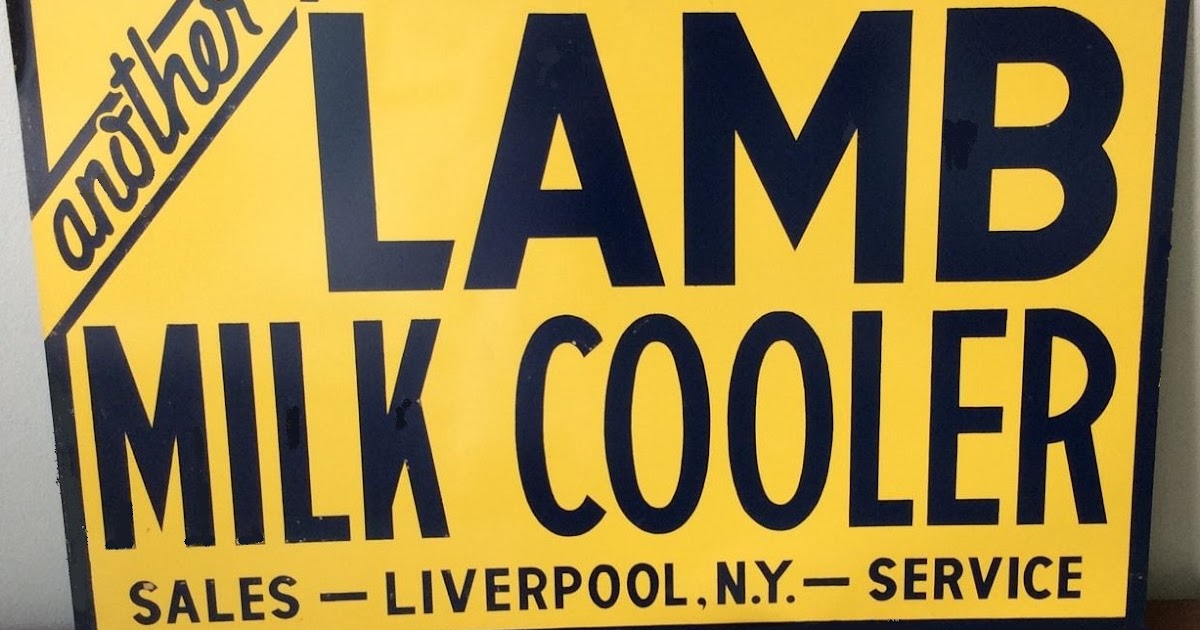 another
LAMB
MILK COOLER
SALES — LIVERPOOL, N.Y. — SERVICE